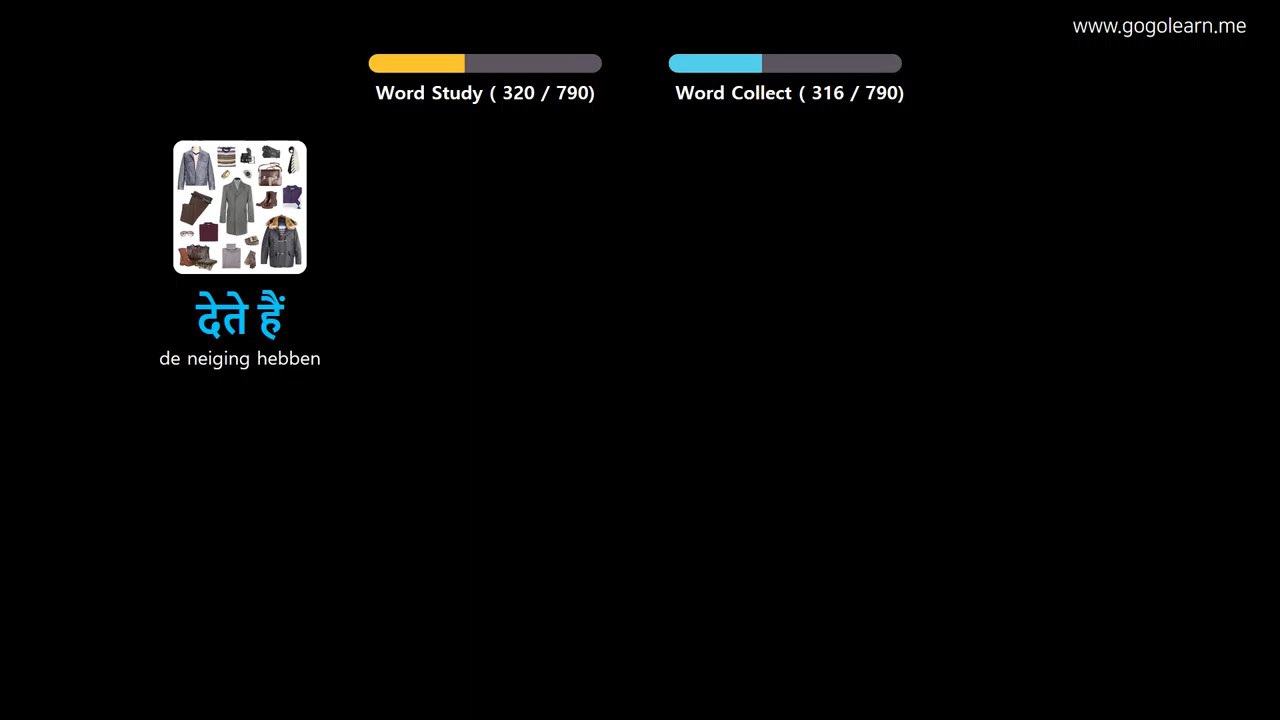 www.gogolearn.me
Word Study ( 320 / 790)
Word Collect ( 316 / 790)
देते हैं
de neiging hebben